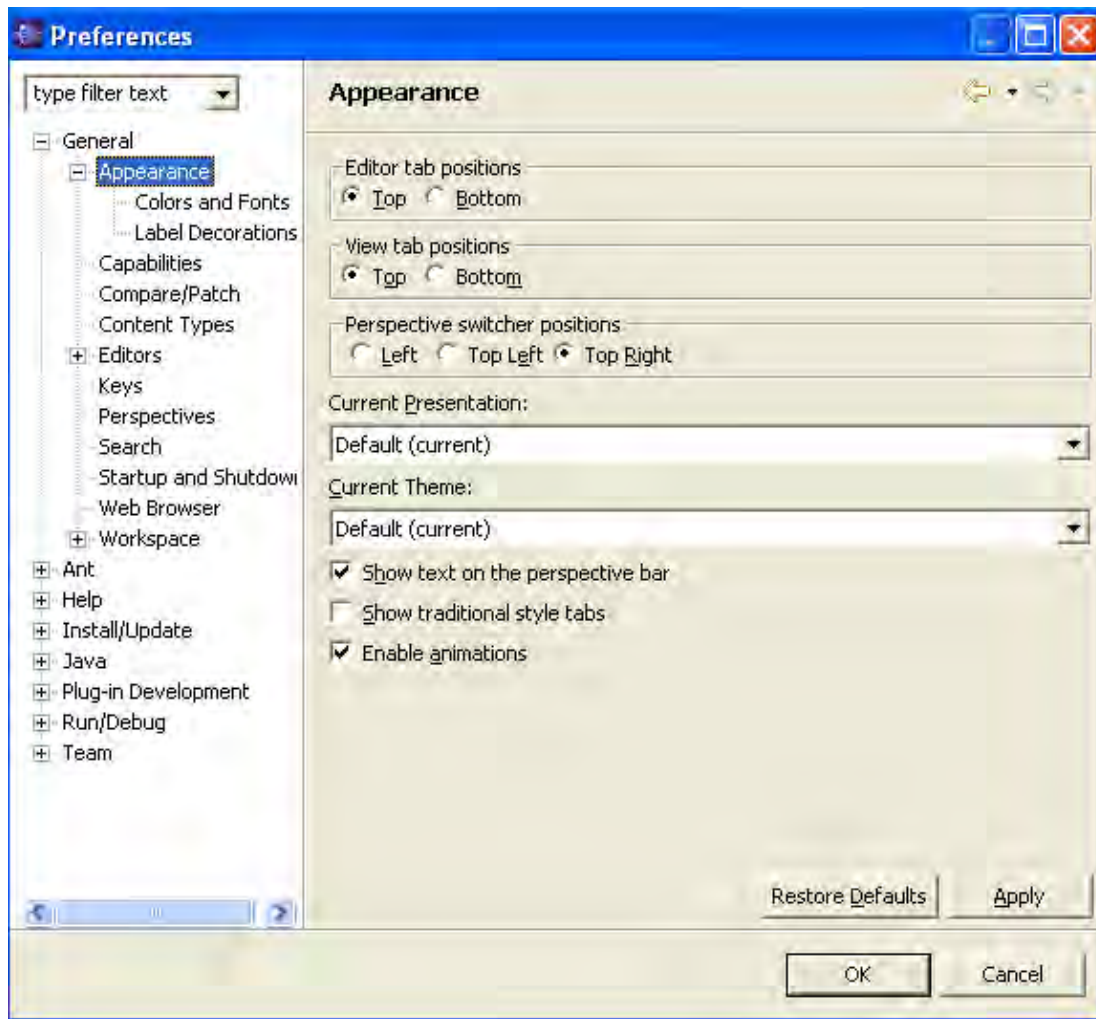 Preferences
type filter text
General
Appearance
Colors and Fonts
Label Decorations
Capabilities
Compare/Patch
Content Types
Editors
Keys
Perspectives
Search
Startup and Shutdow
Web Browser
Workspace
Ant
Help
Install/Update
Java
Plug-in Development
Run/Debug
Team
Appearance
Editor tab positions
Top Bottom
View tab positions
Top Bottom
Perspective switcher positions
Left Top Left Top Right
Current Presentation:
Default (current)
Current Theme:
Default (current)
Show text on the perspective bar
Show traditional style tabs
Enable animations
Restore Defaults Apply
OK Cancel